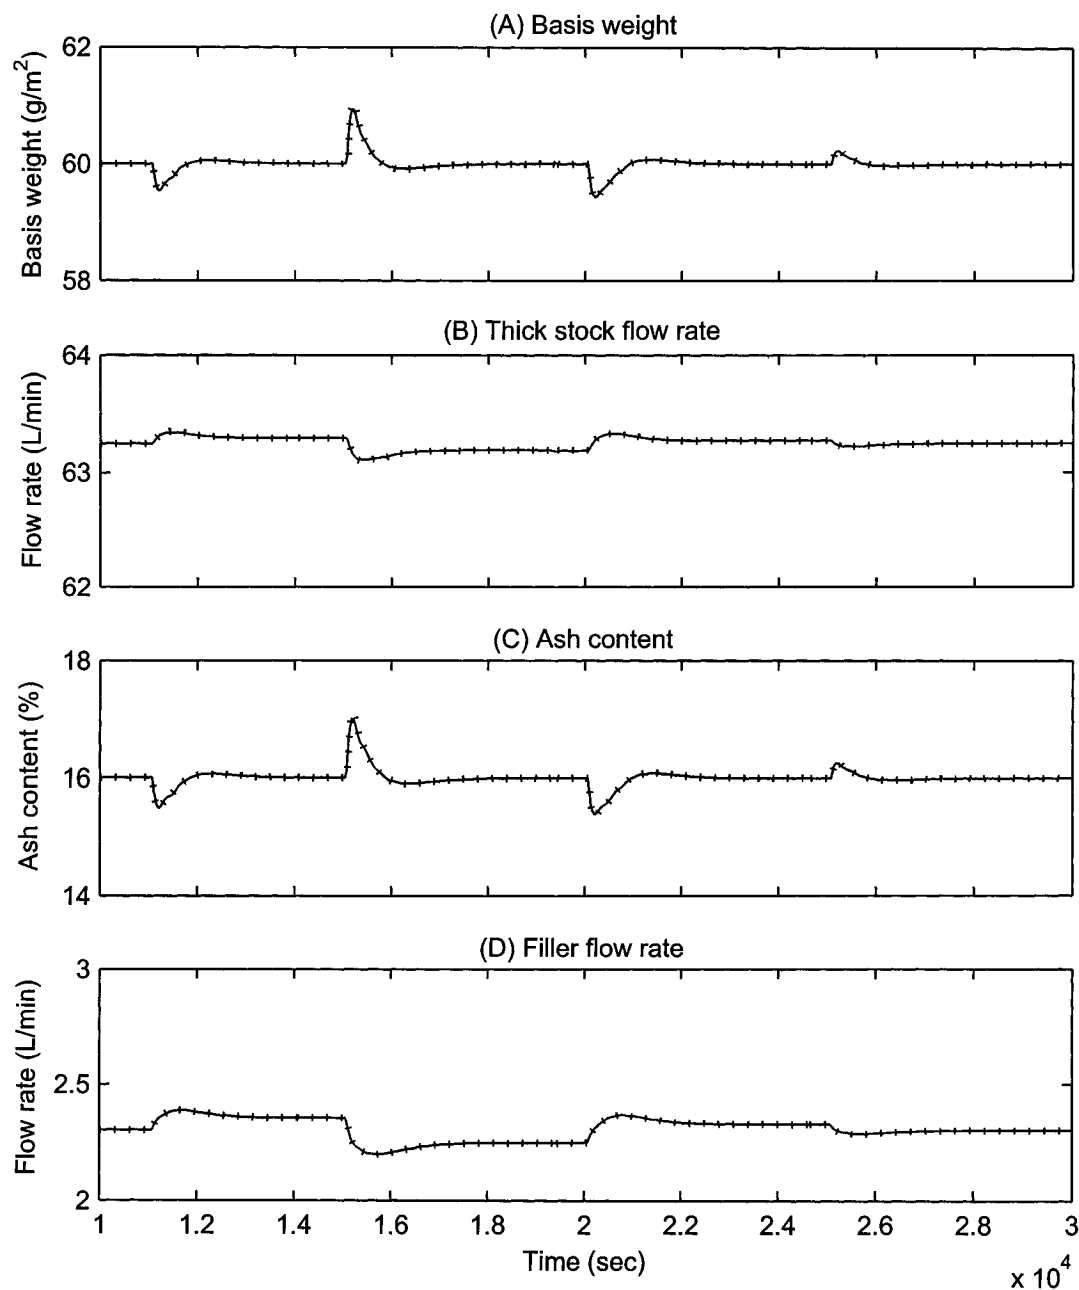 (A) Basis weight
62
60
58
Basis weight (g/m²)
(B) Thick stock flow rate
64
63
62
Flow rate (L/min)
(C) Ash content
18
16
14
Ash content (%)
(D) Filler flow rate
3
2.5
2
Flow rate (L/min)
1 1.2 1.4 1.6 1.8 2 2.2 2.4 2.6 2.8 3
Time (sec)
x 10⁴